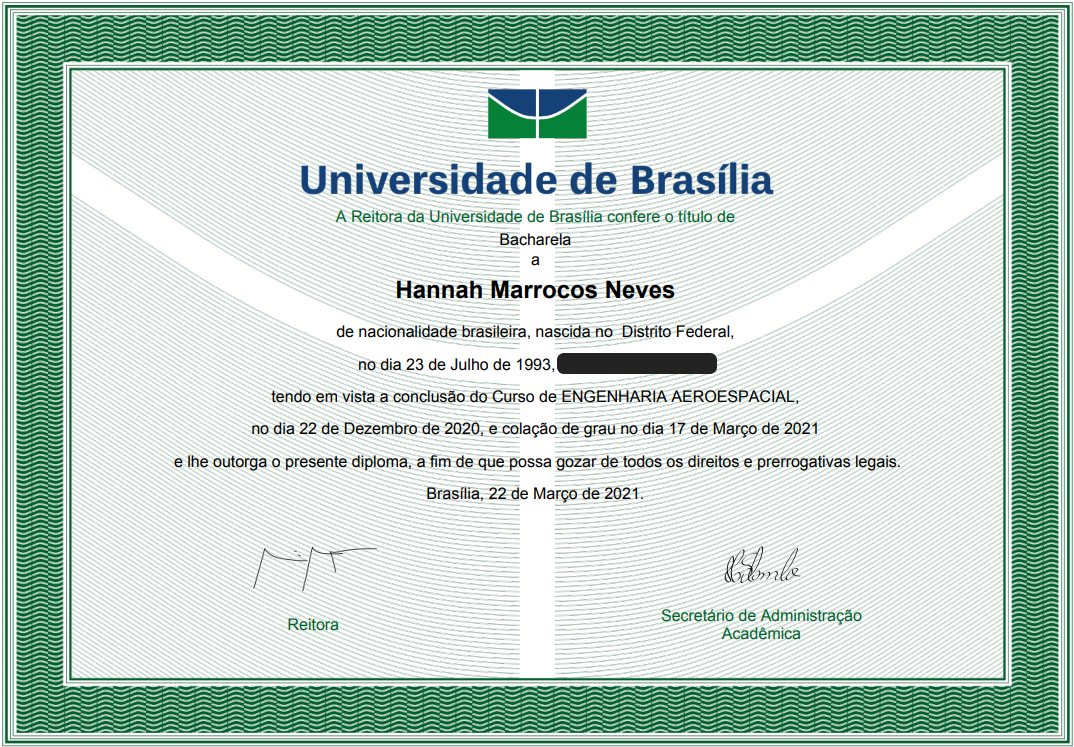 Universidade de Brasília
A Reitora da Universidade de Brasília confere o título de
Bacharela
a
Hannah Marrocos Neves
de nacionalidade brasileira, nascida no Distrito Federal,
no dia 23 de Julho de 1993,
tendo em vista a conclusão do Curso de ENGENHARIA AEROESPACIAL,
no dia 22 de Dezembro de 2020, e colação de grau no dia 17 de Março de 2021
e lhe outorga o presente diploma, a fim de que possa gozar de todos os direitos e prerrogativas legais.
Brasília, 22 de Março de 2021.
Reitora
Secretário de Administração
Acadêmica